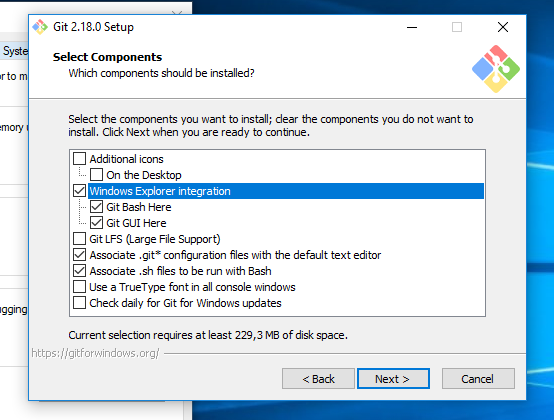 Git 2.18.0 Setup
Select Components
Which components should be installed?
Select the components you want to install; clear the components you do not want to
install. Click Next when you are ready to continue.
Additional icons
On the Desktop
Windows Explorer integration
Git Bash Here
Git GUI Here
Git LFS (Large File Support)
Associate .git* configuration files with the default text editor
Associate .sh files to be run with Bash
Use a TrueType font in all console windows
Check daily for Git for Windows updates
Current selection requires at least 229,3 MB of disk space.
https://gitforwindows.org/
< Back
Next >
Cancel
Syste
or to m
emory u
ugging